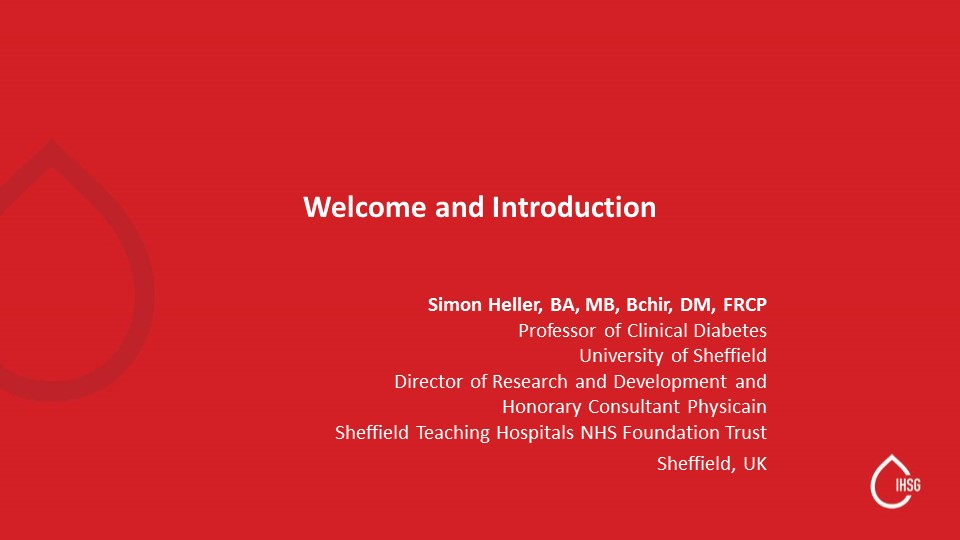 Welcome and Introduction
Simon Heller, BA, MB, Bchir, DM, FRCP
Professor of Clinical Diabetes
University of Sheffield
Director of Research and Development and
Honorary Consultant Physicain
Sheffield Teaching Hospitals NHS Foundation Trust
Sheffield, UK
IHSG